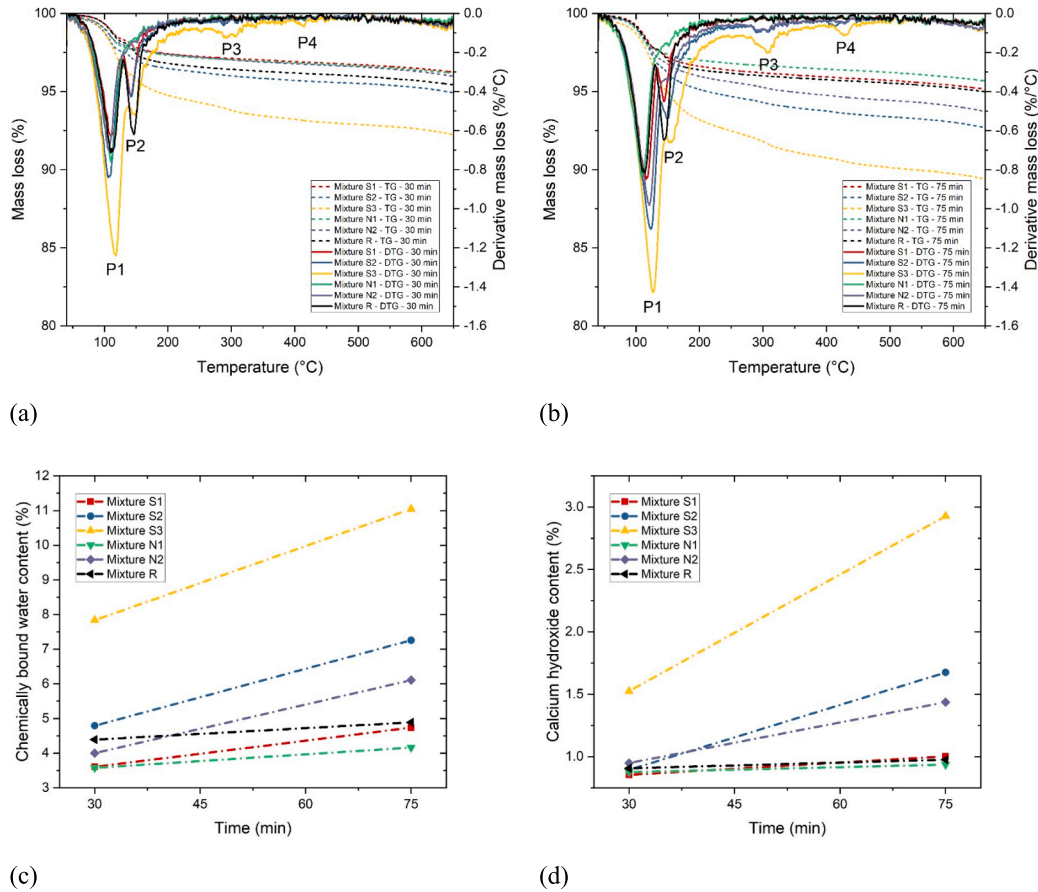 100
95
90
85
80
Mass loss (%)
0.0
-0.2
-0.4
-0.6
-0.8
-1.0
-1.2
-1.4
-1.6
Derivative mass loss (%/°C)
P1
P2
P3
P4
Mixture S1 - TG - 30 min
Mixture S2 - TG - 30 min
Mixture S3 - TG - 30 min
Mixture N1 - TG - 30 min
Mixture N2 - TG - 30 min
Mixture R - TG - 30 min
Mixture S1 - DTG - 30 min
Mixture S2 - DTG - 30 min
Mixture S3 - DTG - 30 min
Mixture N1 - DTG - 30 min
Mixture N2 - DTG - 30 min
Mixture R - DTG - 30 min
100 200 300 400 500 600
Temperature (°C)
(a)
100
95
90
85
80
Mass loss (%)
0.0
-0.2
-0.4
-0.6
-0.8
-1.0
-1.2
-1.4
-1.6
Derivative mass loss (%/°C)
P1
P2
P3
P4
Mixture S1 - TG - 75 min
Mixture S2 - TG - 75 min
Mixture S3 - TG - 75 min
Mixture N1 - TG - 75 min
Mixture N2 - TG - 75 min
Mixture R - TG - 75 min
Mixture S1 - DTG - 75 min
Mixture S2 - DTG - 75 min
Mixture S3 - DTG - 75 min
Mixture N1 - DTG - 75 min
Mixture N2 - DTG - 75 min
Mixture R - DTG - 75 min
100 200 300 400 500 600
Temperature (°C)
(b)
12
11
10
9
8
7
6
5
4
3
Chemically bound water content (%)
Mixture S1
Mixture S2
Mixture S3
Mixture N1
Mixture N2
Mixture R
30 45 60 75
Time (min)
(c)
3.0
2.5
2.0
1.5
1.0
Calcium hydroxide content (%)
Mixture S1
Mixture S2
Mixture S3
Mixture N1
Mixture N2
Mixture R
30 45 60 75
Time (min)
(d)